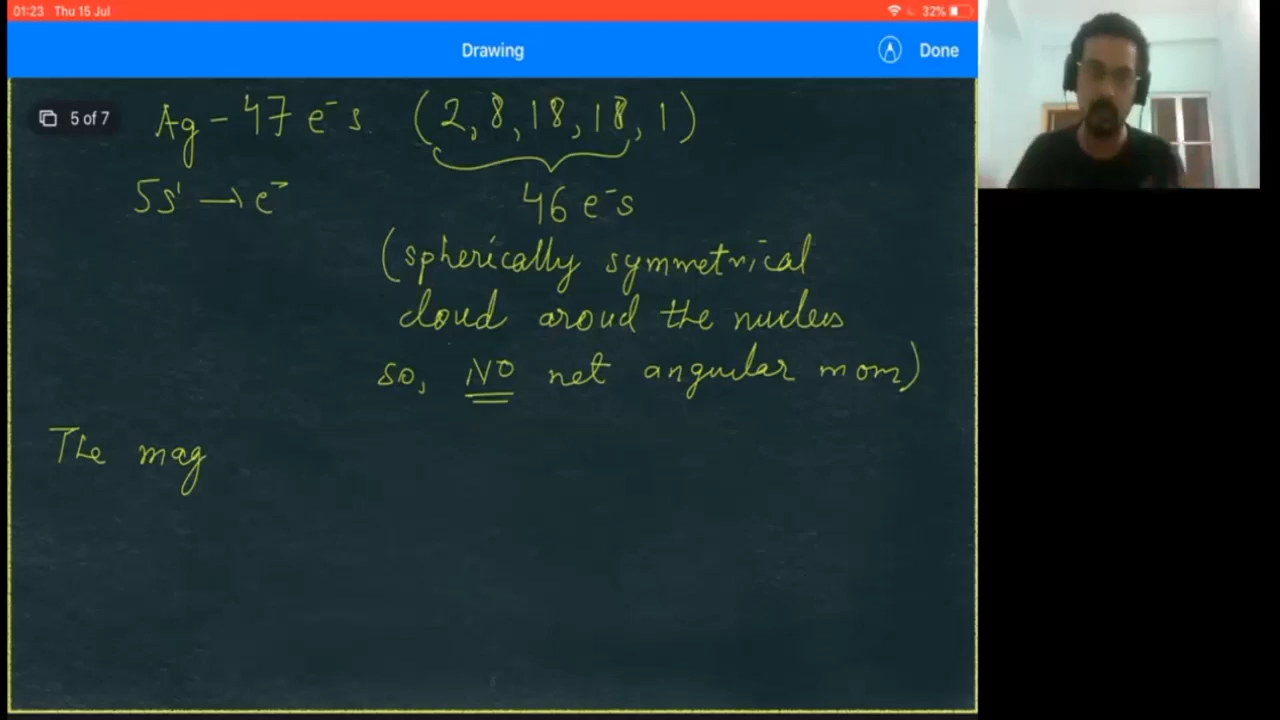 01:23 Thu 15 Jul 32%
Drawing Done
5 of 7
Ag - 47 e⁻s (2, 8, 18, 18, 1)
5s¹ → e⁻ 46 e⁻s
(spherically symmetrical
cloud aroud the nucleus
so, NO net angular mom)
The mag